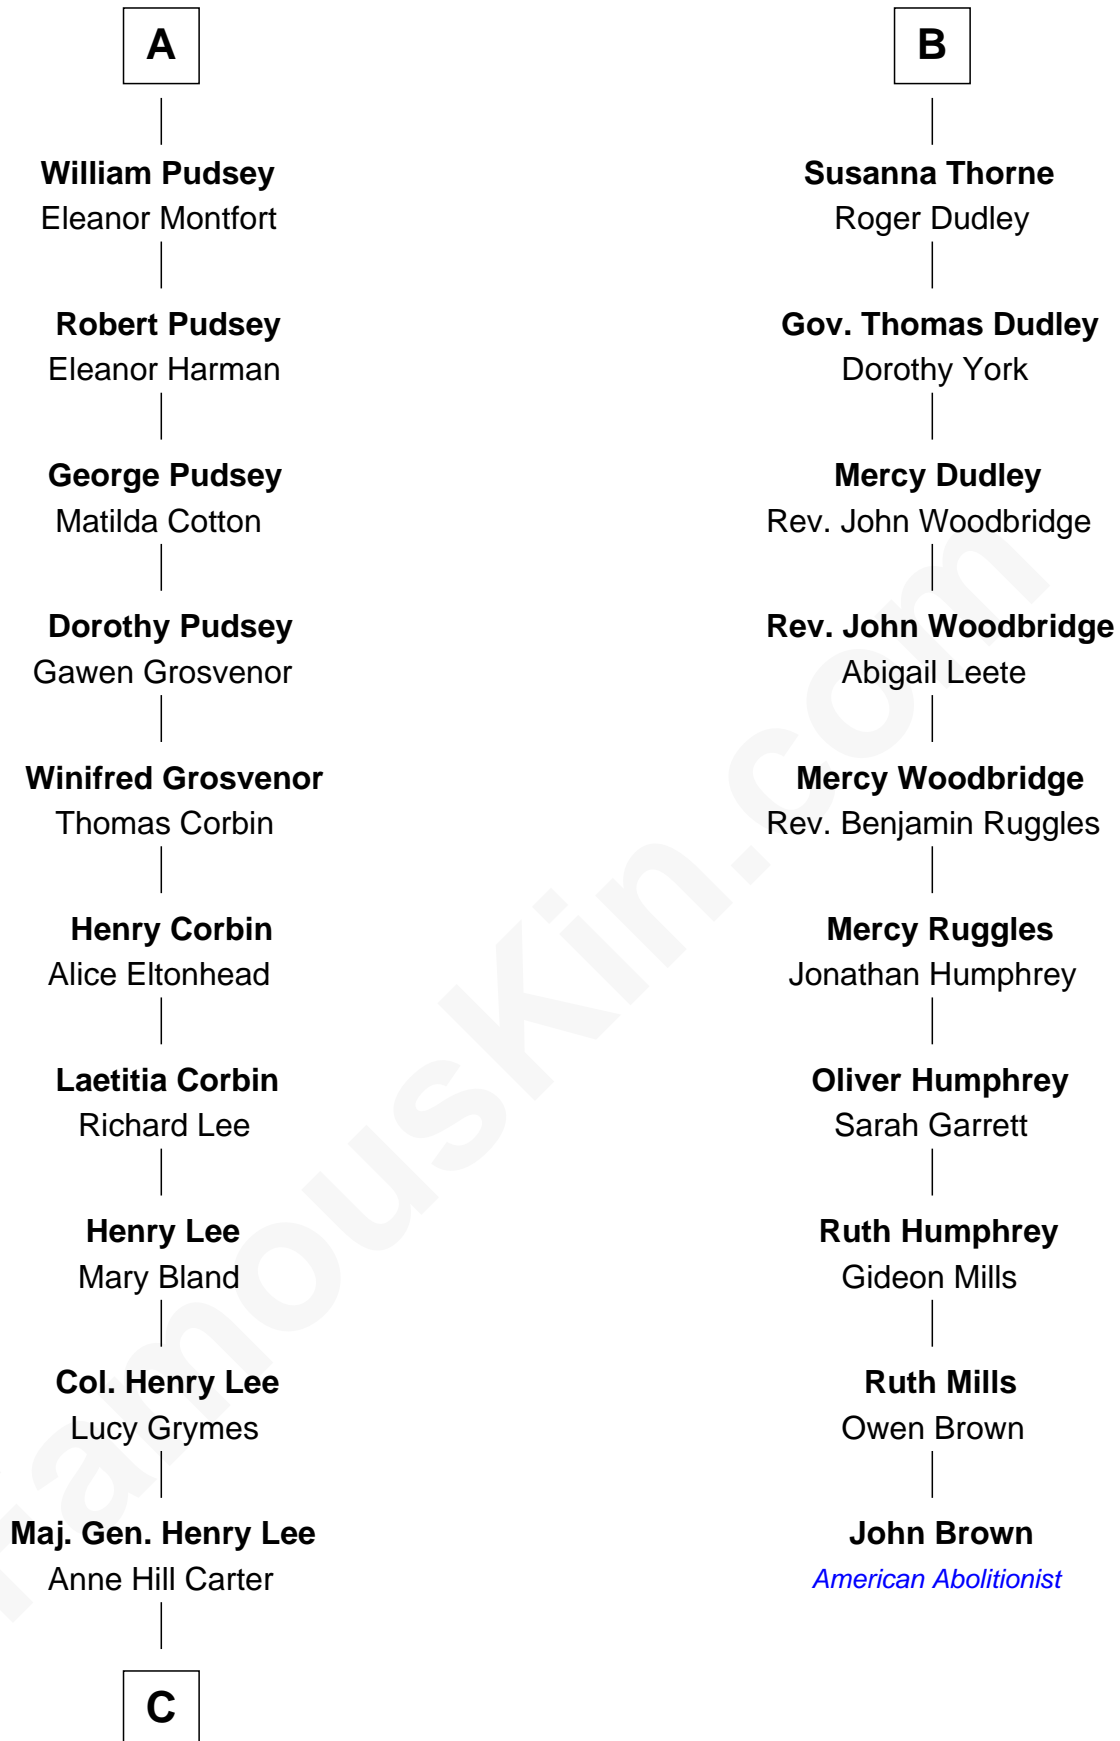 A
William Pudsey
Eleanor Montfort
Robert Pudsey
Eleanor Harman
George Pudsey
Matilda Cotton
Dorothy Pudsey
Gawen Grosvenor
Winifred Grosvenor
Thomas Corbin
Henry Corbin
Alice Eltonhead
Laetitia Corbin
Richard Lee
Henry Lee
Mary Bland
Col. Henry Lee
Lucy Grymes
Maj. Gen. Henry Lee
Anne Hill Carter
C
B
Susanna Thorne
Roger Dudley
Gov. Thomas Dudley
Dorothy York
Mercy Dudley
Rev. John Woodbridge
Rev. John Woodbridge
Abigail Leete
Mercy Woodbridge
Rev. Benjamin Ruggles
Mercy Ruggles
Jonathan Humphrey
Oliver Humphrey
Sarah Garrett
Ruth Humphrey
Gideon Mills
Ruth Mills
Owen Brown
John Brown
American Abolitionist
FamousKin.com